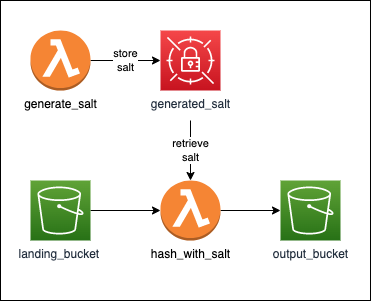 store
salt
generate_salt
generated_salt
retrieve
salt
landing_bucket
hash_with_salt
output_bucket